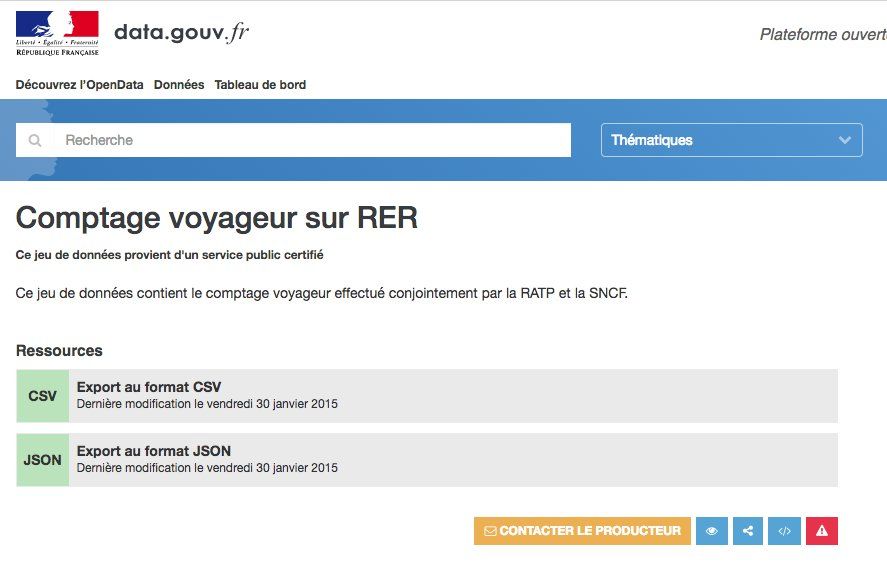 Liberté • Égalité • Fraternité
RÉPUBLIQUE FRANÇAISE
data.gouv.fr
Plateforme ouverte
Découvrez l'OpenData Données Tableau de bord
Recherche
Thématiques
Comptage voyageur sur RER
Ce jeu de données provient d'un service public certifié
Ce jeu de données contient le comptage voyageur effectué conjointement par la RATP et la SNCF.
Ressources
CSV
Export au format CSV
Dernière modification le vendredi 30 janvier 2015
JSON
Export au format JSON
Dernière modification le vendredi 30 janvier 2015
CONTACTER LE PRODUCTEUR